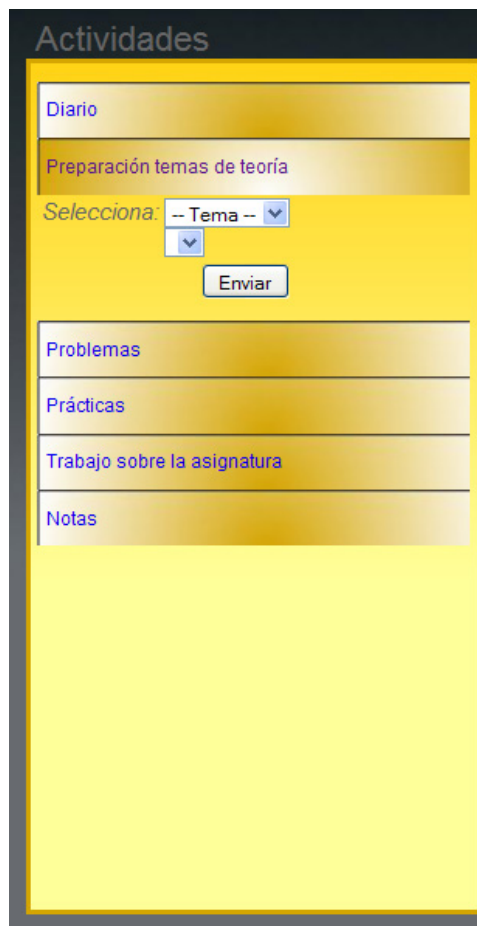 Actividades
Diario
Preparación temas de teoría
Selecciona: -- Tema --
Enviar
Problemas
Prácticas
Trabajo sobre la asignatura
Notas